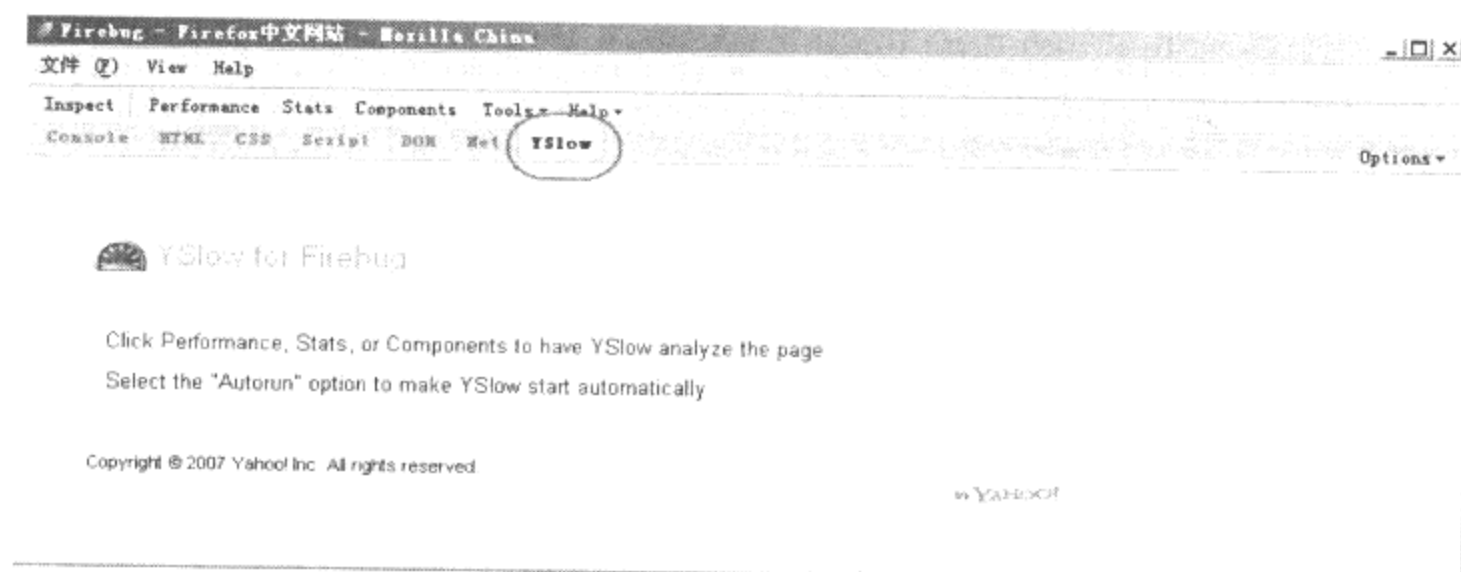 Firebug - Firefox中文网站 - Mozilla China
文件 (F) View Help
Inspect Performance Stats Components Tools Help
Console HTML CSS Script DOM Net YSlow
Options
YSlow for Firebug
Click Performance, Stats, or Components to have YSlow analyze the page
Select the "Autorun" option to make YSlow start automatically
Copyright © 2007 Yahoo! Inc. All rights reserved.
YAHOO!